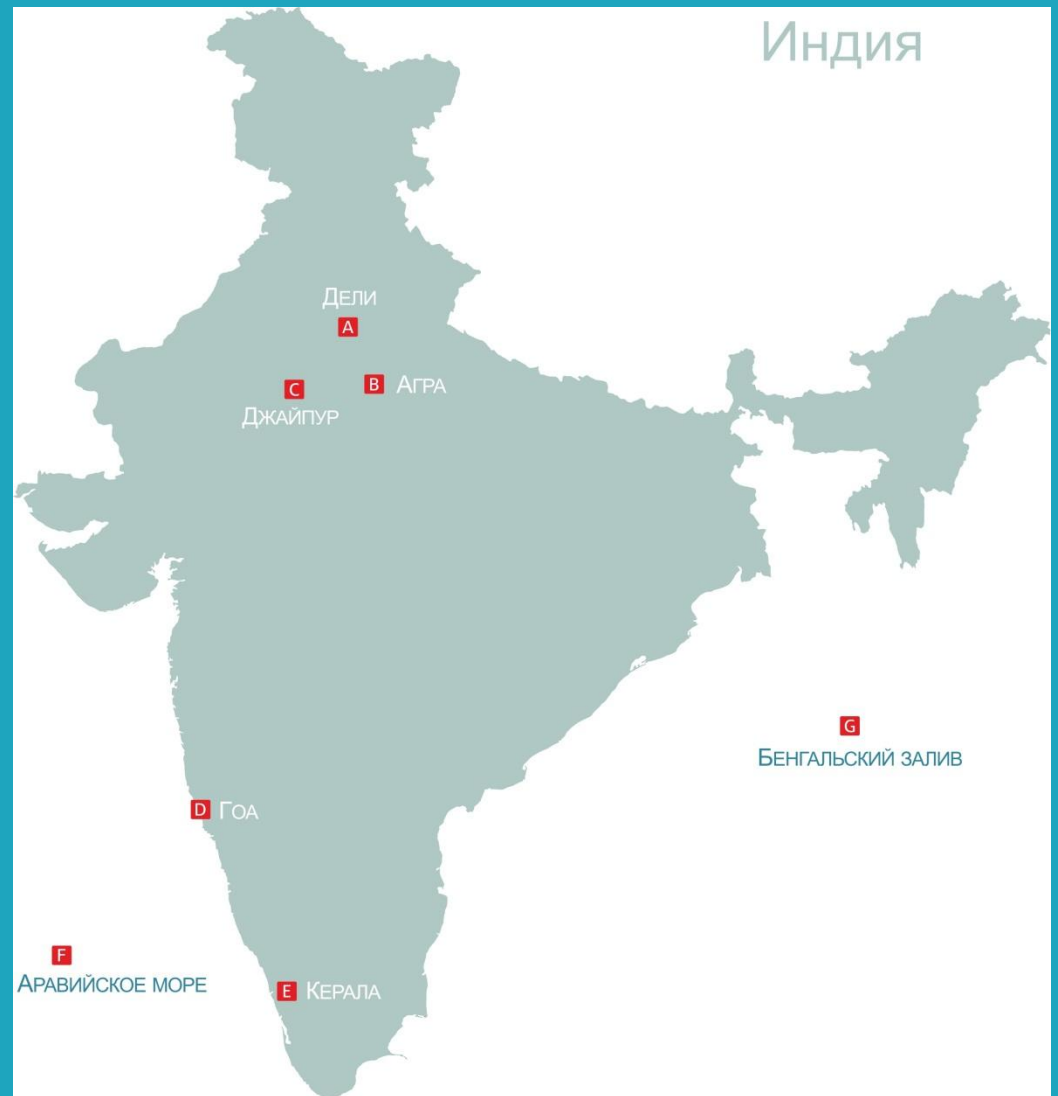 Индия
Дели
A
B Агра
C
Джайпур
G
Бенгальский залив
D Гоа
F
Аравийское море
E Керала